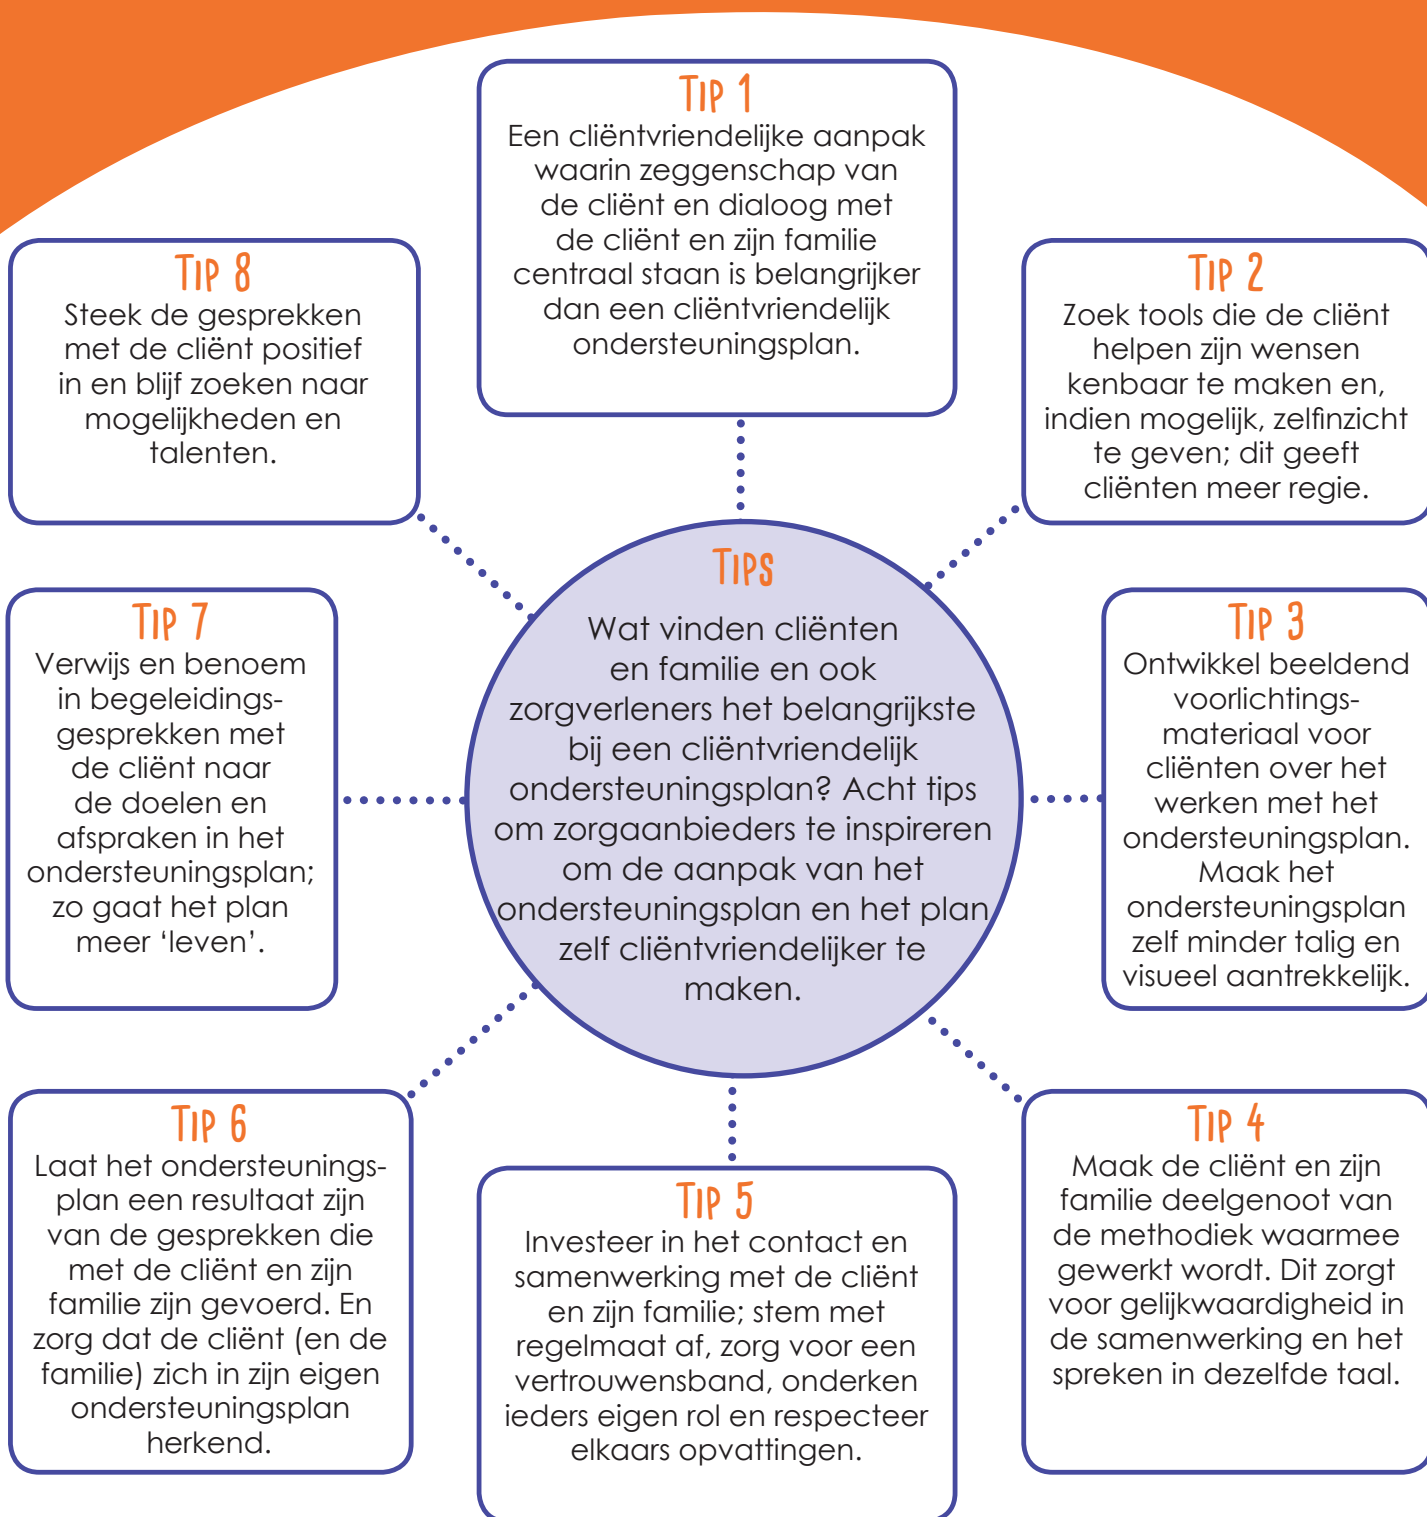 Tips
Wat vinden cliënten
en familie en ook
zorgverleners het belangrijkste
bij een cliëntvriendelijk
ondersteuningsplan? Acht tips
om zorgaanbieders te inspireren
om de aanpak van het
ondersteuningsplan en het plan
zelf cliëntvriendelijker te
maken.
Tip 1
Een cliëntvriendelijke aanpak
waarin zeggenschap van
de cliënt en dialoog met
de cliënt en zijn familie
centraal staan is belangrijker
dan een cliëntvriendelijk
ondersteuningsplan.
Tip 2
Zoek tools die de cliënt
helpen zijn wensen
kenbaar te maken en,
indien mogelijk, zelfinzicht
te geven; dit geeft
cliënten meer regie.
Tip 3
Ontwikkel beeldend
voorlichtings-
materiaal voor
cliënten over het
werken met het
ondersteuningsplan.
Maak het
ondersteuningsplan
zelf minder talig en
visueel aantrekkelijk.
Tip 4
Maak de cliënt en zijn
familie deelgenoot van
de methodiek waarmee
gewerkt wordt. Dit zorgt
voor gelijkwaardigheid in
de samenwerking en het
spreken in dezelfde taal.
Tip 5
Investeer in het contact en
samenwerking met de cliënt
en zijn familie; stem met
regelmaat af, zorg voor een
vertrouwensband, onderken
ieders eigen rol en respecteer
elkaars opvattingen.
Tip 6
Laat het ondersteunings-
plan een resultaat zijn
van de gesprekken die
met de cliënt en zijn
familie zijn gevoerd. En
zorg dat de cliënt (en de
familie) zich in zijn eigen
ondersteuningsplan
herkend.
Tip 7
Verwijs en benoem
in begeleidings-
gesprekken met
de cliënt naar
de doelen en
afspraken in het
ondersteuningsplan;
zo gaat het plan
meer ‘leven’.
Tip 8
Steek de gesprekken
met de cliënt positief
in en blijf zoeken naar
mogelijkheden en
talenten.